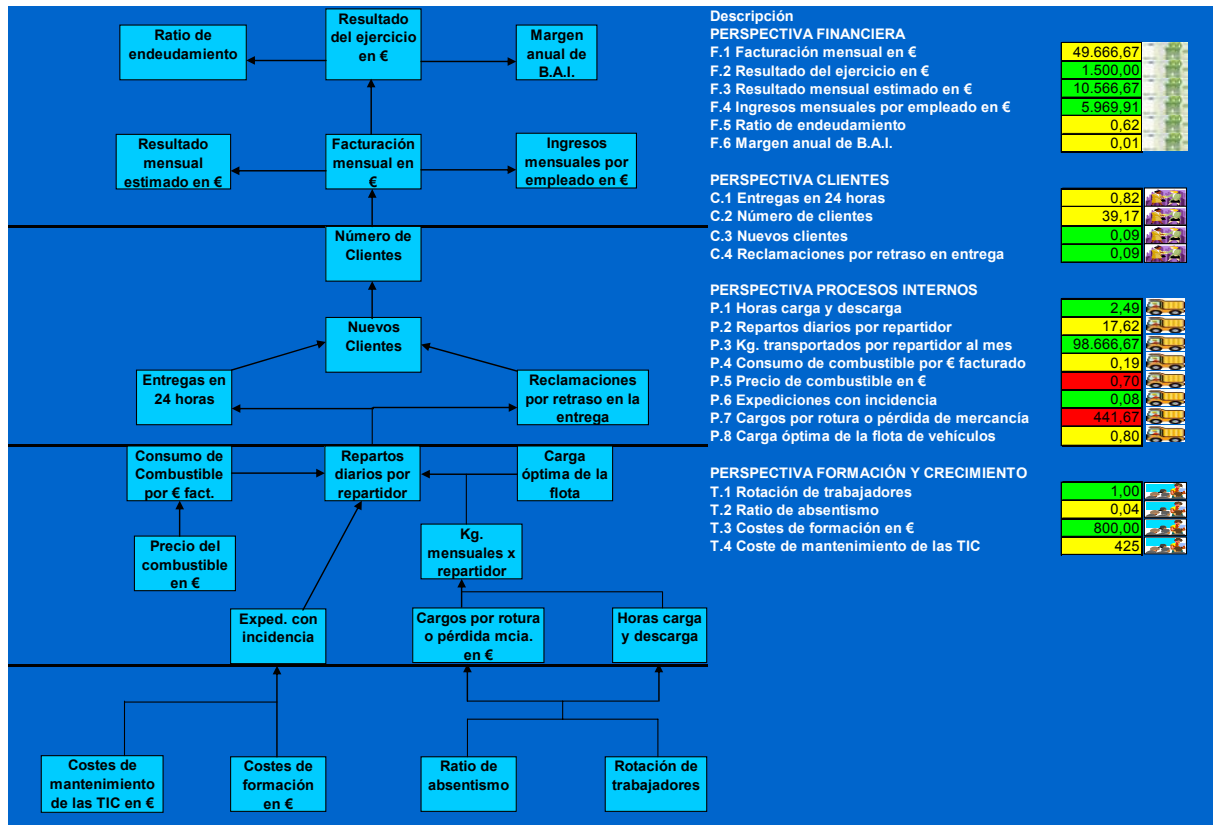 Resultado
del ejercicio
en €
Ratio de
endeudamiento
Margen
anual de
B.A.I.
Resultado
mensual
estimado en €
Facturación
mensual en
€
Ingresos
mensuales por
empleado en €
Número de
Clientes
Nuevos
Clientes
Entregas en
24 horas
Reclamaciones
por retraso en la
entrega
Consumo de
Combustible
por € fact.
Repartos
diarios por
repartidor
Carga
óptima de la
flota
Precio del
combustible
en €
Kg.
mensuales x
repartidor
Exped. con
incidencia
Cargos por rotura
o pérdida mcia.
en €
Horas carga
y descarga
Costes de
mantenimiento
de las TIC en €
Costes de
formación
en €
Ratio de
absentismo
Rotación de
trabajadores
Descripción
PERSPECTIVA FINANCIERA
F.1 Facturación mensual en € 49.666,67
F.2 Resultado del ejercicio en € 1.500,00
F.3 Resultado mensual estimado en € 10.566,67
F.4 Ingresos mensuales por empleado en € 5.969,91
F.5 Ratio de endeudamiento 0,62
F.6 Margen anual de B.A.I. 0,01
PERSPECTIVA CLIENTES
C.1 Entregas en 24 horas 0,82
C.2 Número de clientes 39,17
C.3 Nuevos clientes 0,09
C.4 Reclamaciones por retraso en entrega 0,09
PERSPECTIVA PROCESOS INTERNOS
P.1 Horas carga y descarga 2,49
P.2 Repartos diarios por repartidor 17,62
P.3 Kg. transportados por repartidor al mes 98.666,67
P.4 Consumo de combustible por € facturado 0,19
P.5 Precio de combustible en € 0,70
P.6 Expediciones con incidencia 0,08
P.7 Cargos por rotura o pérdida de mercancía 441,67
P.8 Carga óptima de la flota de vehículos 0,80
PERSPECTIVA FORMACIÓN Y CRECIMIENTO
T.1 Rotación de trabajadores 1,00
T.2 Ratio de absentismo 0,04
T.3 Costes de formación en € 800,00
T.4 Coste de mantenimiento de las TIC 425